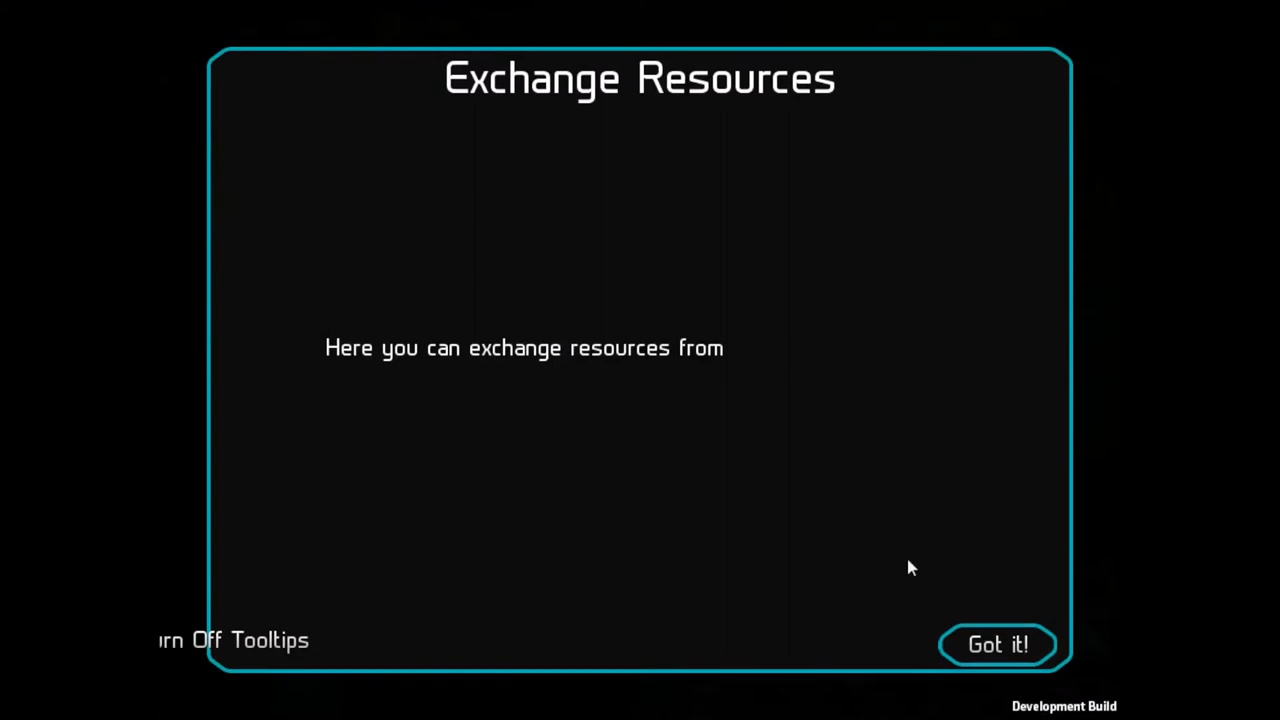 Exchange Resources
Here you can exchange resources from
urn Off Tooltips
Got it!
Development Build